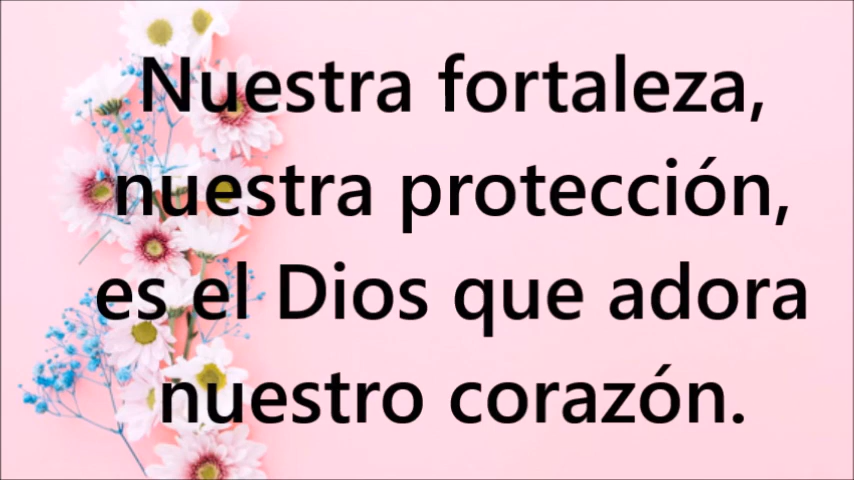 Nuestra fortaleza,
nuestra protección,
es el Dios que adora
nuestro corazón.